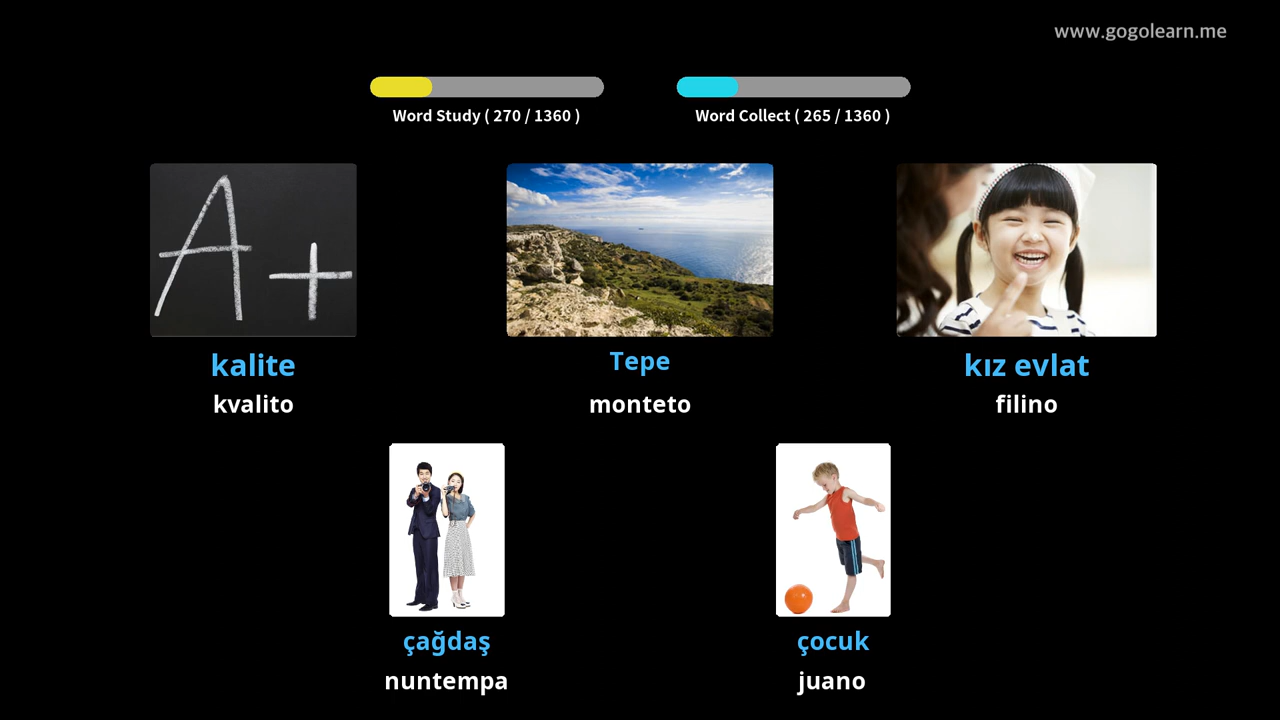 www.gogolearn.me
Word Study ( 270 / 1360 )
Word Collect ( 265 / 1360 )
A+
kalite
kvalito
Tepe
monteto
kız evlat
filino
çağdaş
nuntempa
çocuk
juano